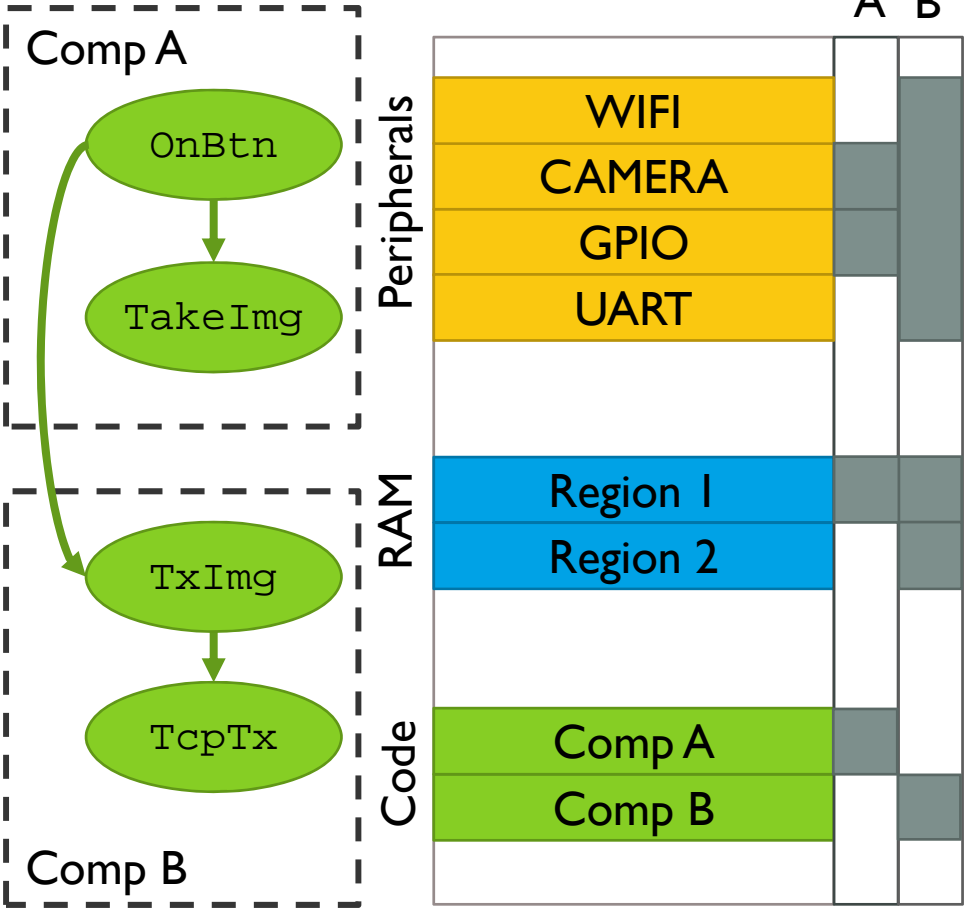 A B
Comp A
OnBtn
TakeImg
TxImg
TcpTx
Comp B
Peripherals
WIFI
CAMERA
GPIO
UART
RAM
Region 1
Region 2
Code
Comp A
Comp B